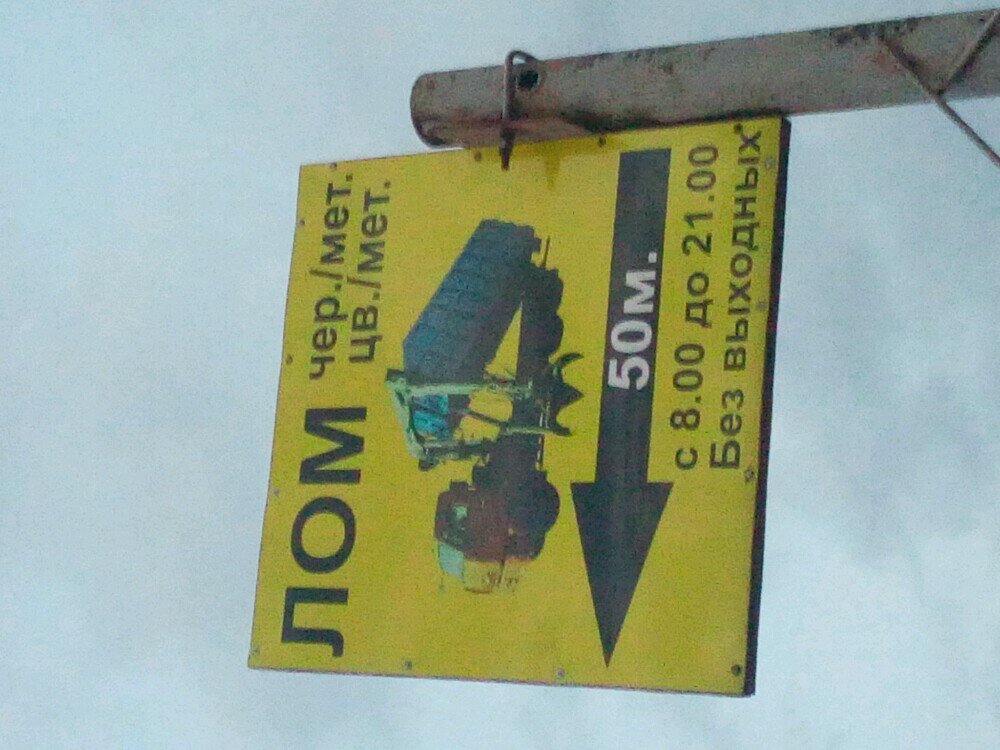 ЛОМ
чер./мет.
цв./мет.
50м.
с 8.00 до 21.00
Без выходных